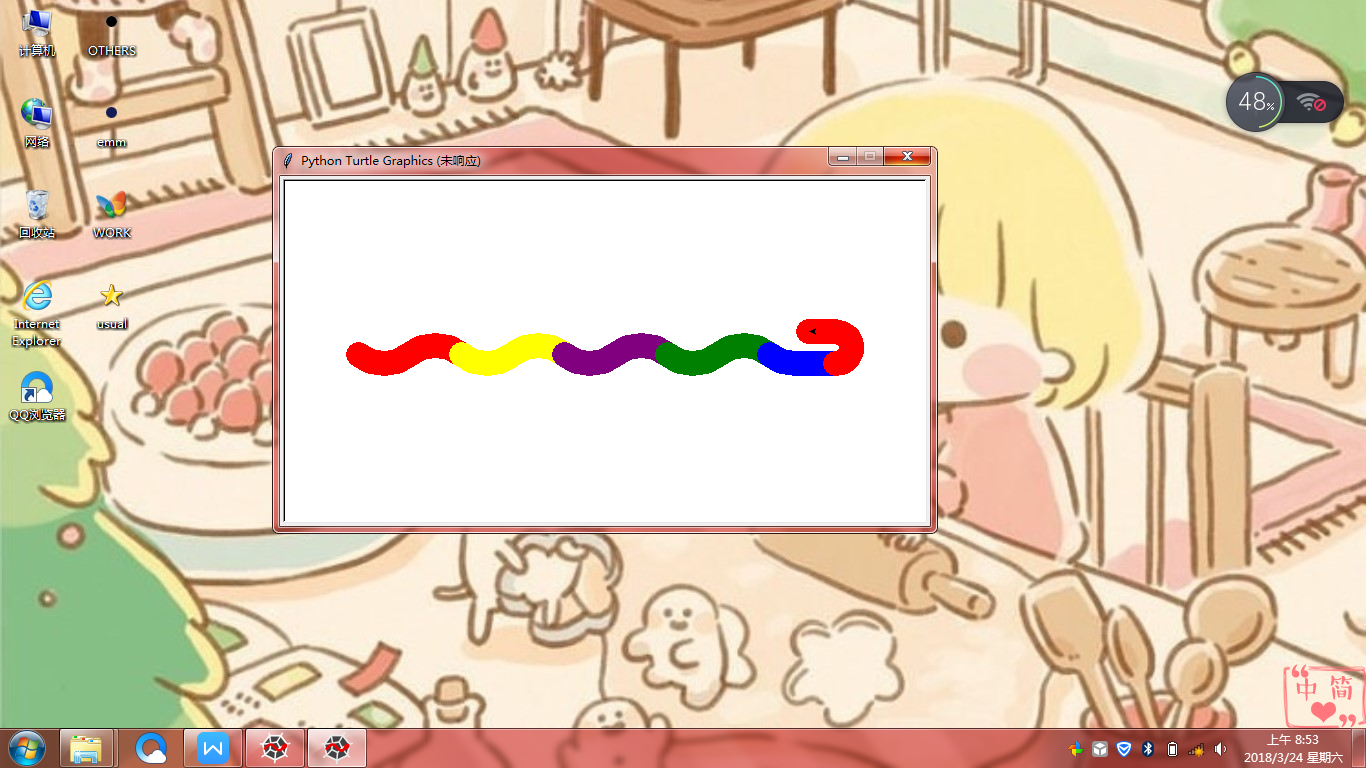 计算机
OTHERS
网络
emm
回收站
WORK
Internet
Explorer
usual
QQ浏览器
Python Turtle Graphics (未响应)
48%
中 简
上午 8:53
2018/3/24 星期六